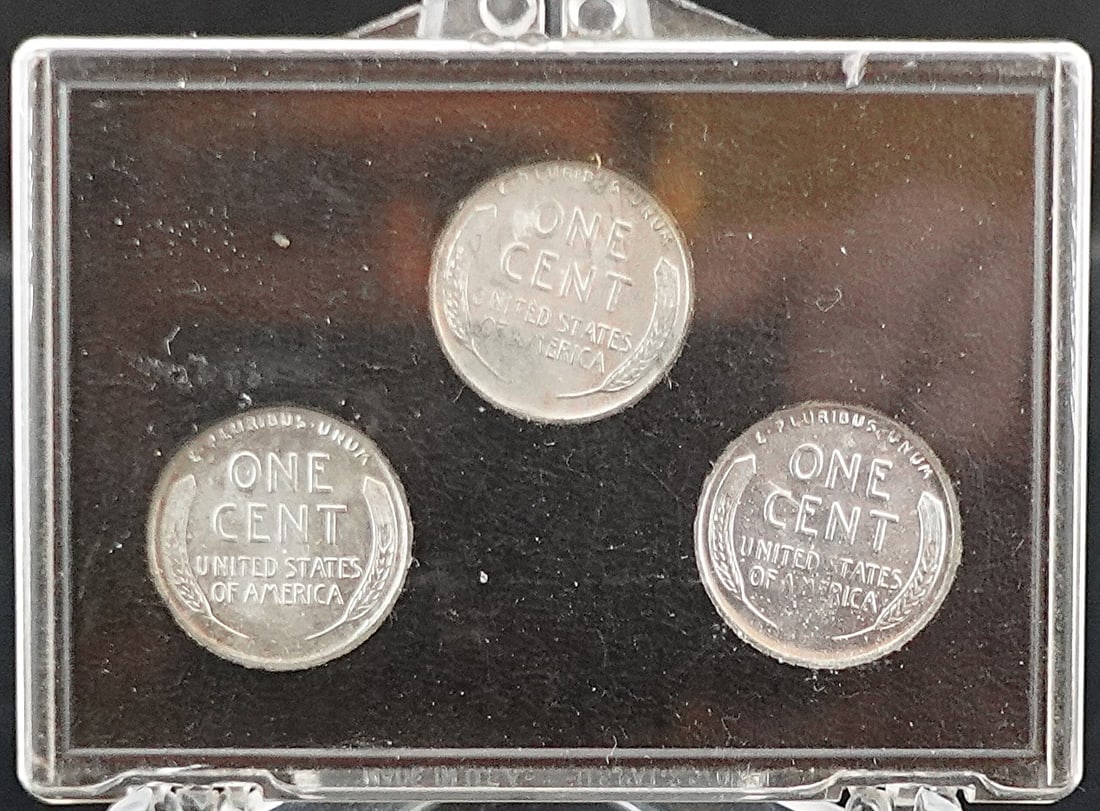 E·PLURIBUS·UNUM
ONE
CENT
UNITED STATES
OF AMERICA
E·PLURIBUS·UNUM
ONE
CENT
UNITED STATES
OF AMERICA
E·PLURIBUS·UNUM
ONE
CENT
UNITED STATES
OF AMERICA